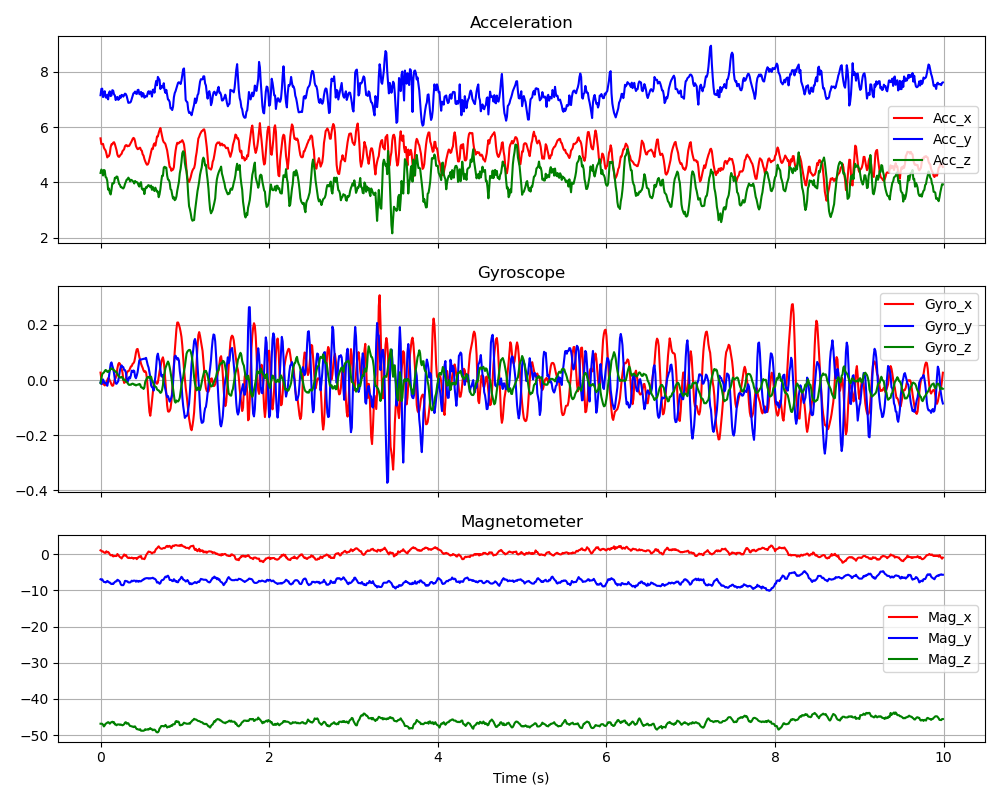 Acceleration
8
6
4
2
Acc_x
Acc_y
Acc_z
Gyroscope
0.2
0.0
−0.2
−0.4
Gyro_x
Gyro_y
Gyro_z
Magnetometer
0
−10
−20
−30
−40
−50
Mag_x
Mag_y
Mag_z
0 2 4 6 8 10
Time (s)